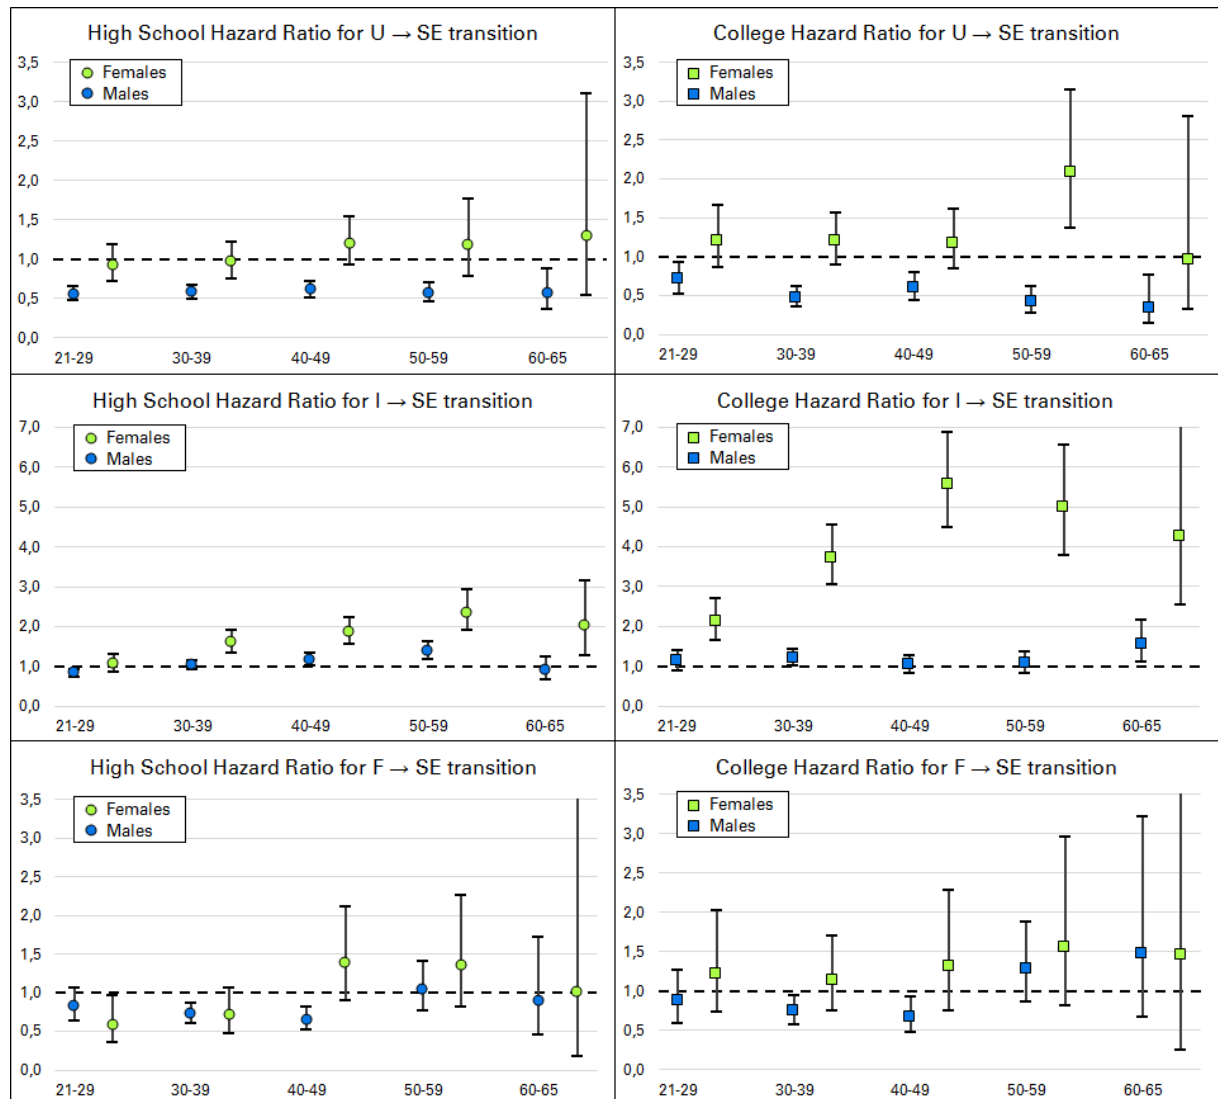 High School Hazard Ratio for U → SE transition
Females
Males
3,5
3,0
2,5
2,0
1,5
1,0
0,5
0,0
21-29 30-39 40-49 50-59 60-65
College Hazard Ratio for U → SE transition
Females
Males
3,5
3,0
2,5
2,0
1,5
1,0
0,5
0,0
21-29 30-39 40-49 50-59 60-65
High School Hazard Ratio for I → SE transition
Females
Males
7,0
6,0
5,0
4,0
3,0
2,0
1,0
0,0
21-29 30-39 40-49 50-59 60-65
College Hazard Ratio for I → SE transition
Females
Males
7,0
6,0
5,0
4,0
3,0
2,0
1,0
0,0
21-29 30-39 40-49 50-59 60-65
High School Hazard Ratio for F → SE transition
Females
Males
3,5
3,0
2,5
2,0
1,5
1,0
0,5
0,0
21-29 30-39 40-49 50-59 60-65
College Hazard Ratio for F → SE transition
Females
Males
3,5
3,0
2,5
2,0
1,5
1,0
0,5
0,0
21-29 30-39 40-49 50-59 60-65